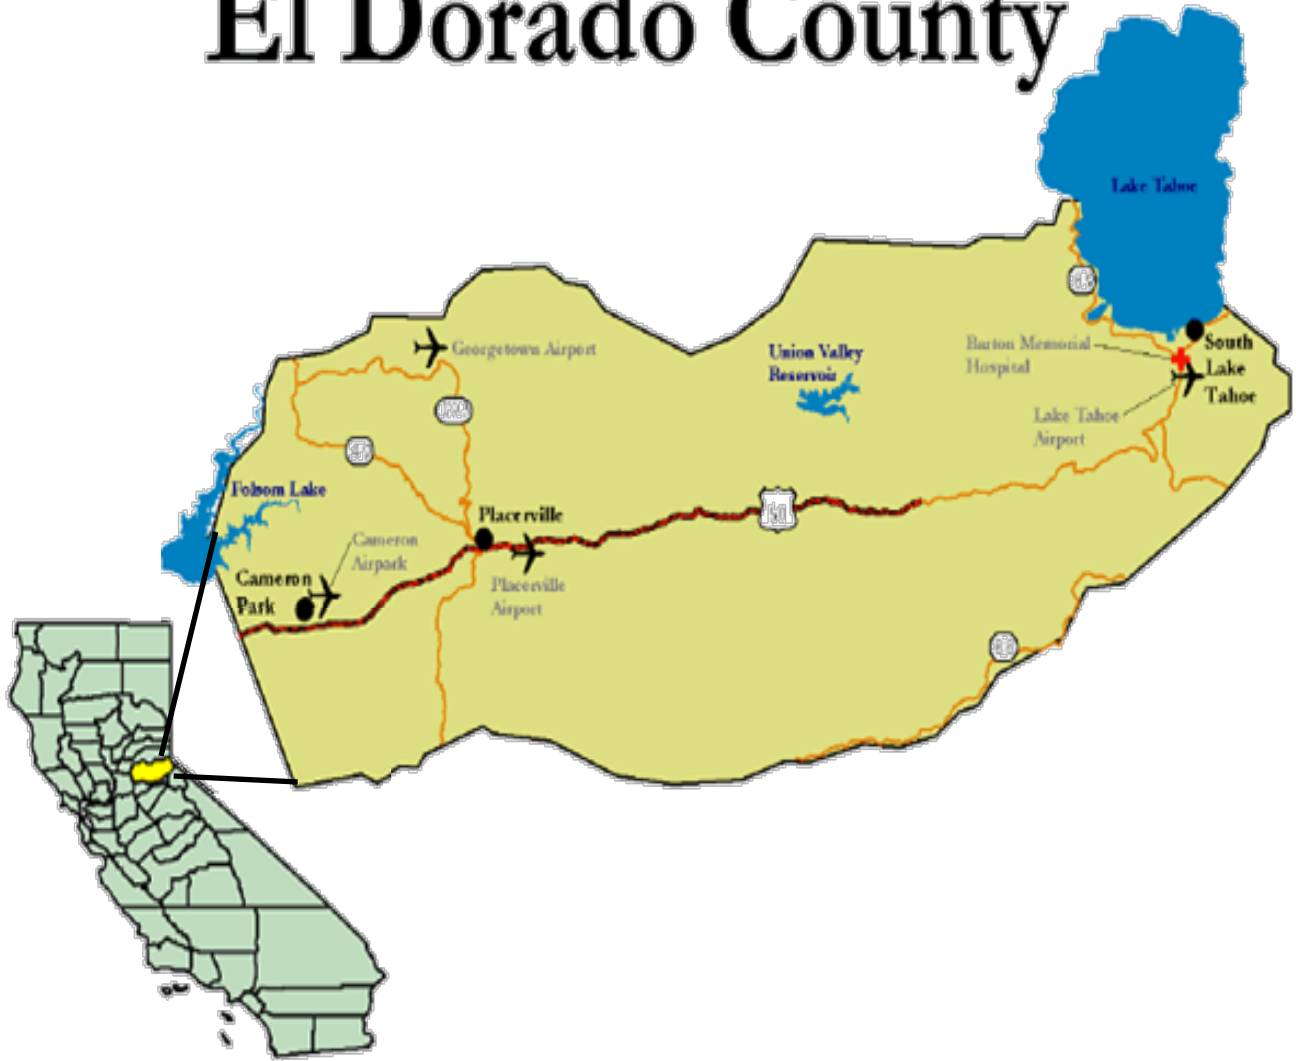 El Dorado County
Lake Tahoe
Georgetown Airport
Union Valley
Reservoir
Barton Memorial
Hospital
South
Lake
Tahoe
Lake Tahoe
Airport
Folsom Lake
Placerville
Cameron
Airpark
Cameron
Park
Placerville
Airport